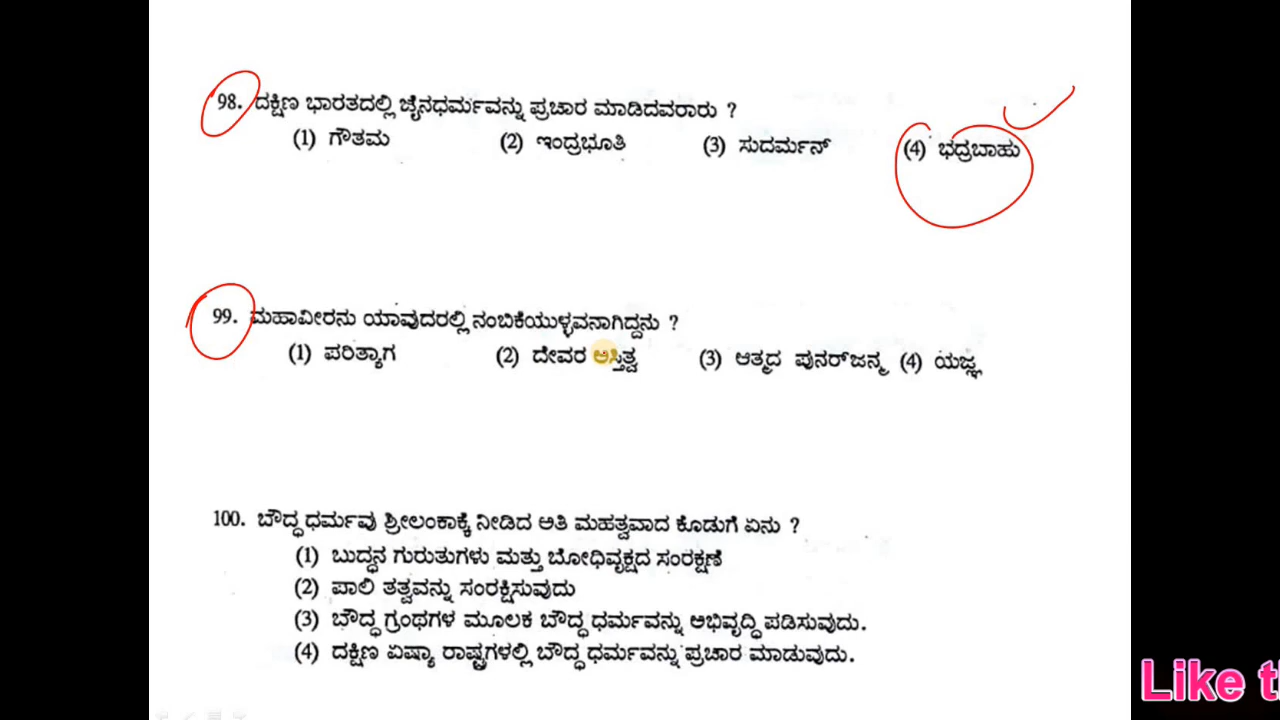 98. ದಕ್ಷಿಣ ಭಾರತದಲ್ಲಿ ಜೈನಧರ್ಮವನ್ನು ಪ್ರಚಾರ ಮಾಡಿದವರಾರು ?
(1) ಗೌತಮ (2) ಇಂದ್ರಭೂತಿ (3) ಸುದರ್ಮನ್ (4) ಭದ್ರಬಾಹು
99. ಮಹಾವೀರನು ಯಾವುದರಲ್ಲಿ ನಂಬಿಕೆಯುಳ್ಳವನಾಗಿದ್ದನು ?
(1) ಪರಿತ್ಯಾಗ (2) ದೇವರ ಅಸ್ತಿತ್ವ (3) ಆತ್ಮದ ಪುನರ್‌ಜನ್ಮ (4) ಯಜ್ಞ
100. ಬೌದ್ಧ ಧರ್ಮವು ಶ್ರೀಲಂಕಾಕ್ಕೆ ನೀಡಿದ ಅತಿ ಮಹತ್ವವಾದ ಕೊಡುಗೆ ಏನು ?
(1) ಬುದ್ಧನ ಗುರುತುಗಳು ಮತ್ತು ಬೋಧಿವೃಕ್ಷದ ಸಂರಕ್ಷಣೆ
(2) ಪಾಲಿ ತತ್ವವನ್ನು ಸಂರಕ್ಷಿಸುವುದು
(3) ಬೌದ್ಧ ಗ್ರಂಥಗಳ ಮೂಲಕ ಬೌದ್ಧ ಧರ್ಮವನ್ನು ಅಭಿವೃದ್ಧಿ ಪಡಿಸುವುದು.
(4) ದಕ್ಷಿಣ ಏಷ್ಯಾ ರಾಷ್ಟ್ರಗಳಲ್ಲಿ ಬೌದ್ಧ ಧರ್ಮವನ್ನು ಪ್ರಚಾರ ಮಾಡುವುದು.
Like